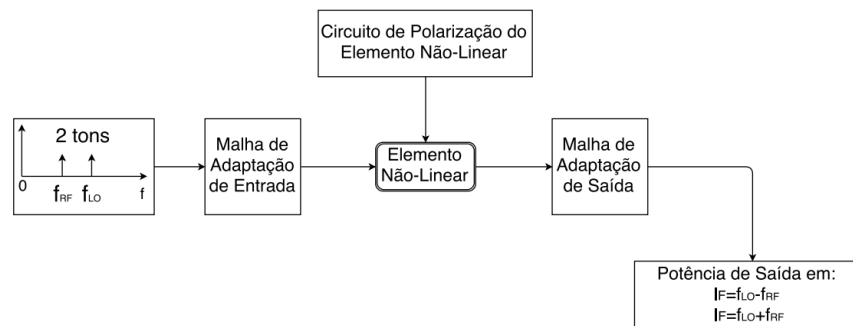 Circuito de Polarização do
Elemento Não-Linear
2 tons
0
fRF
fLO
f
Malha de
Adaptação
de Entrada
Elemento
Não-Linear
Malha de
Adaptação
de Saída
Potência de Saída em:
IF=fLO-fRF
IF=fLO+fRF